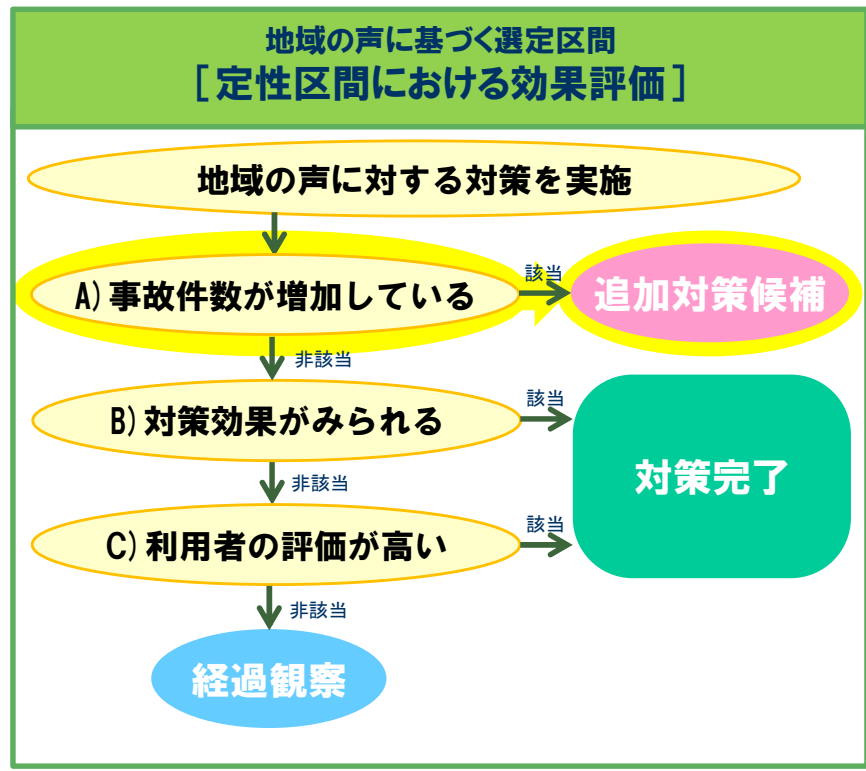 地域の声に基づく選定区間
[定性区間における効果評価]
地域の声に対する対策を実施
A)事故件数が増加している
該当
追加対策候補
非該当
B)対策効果がみられる
該当
対策完了
非該当
C)利用者の評価が高い
該当
非該当
経過観察